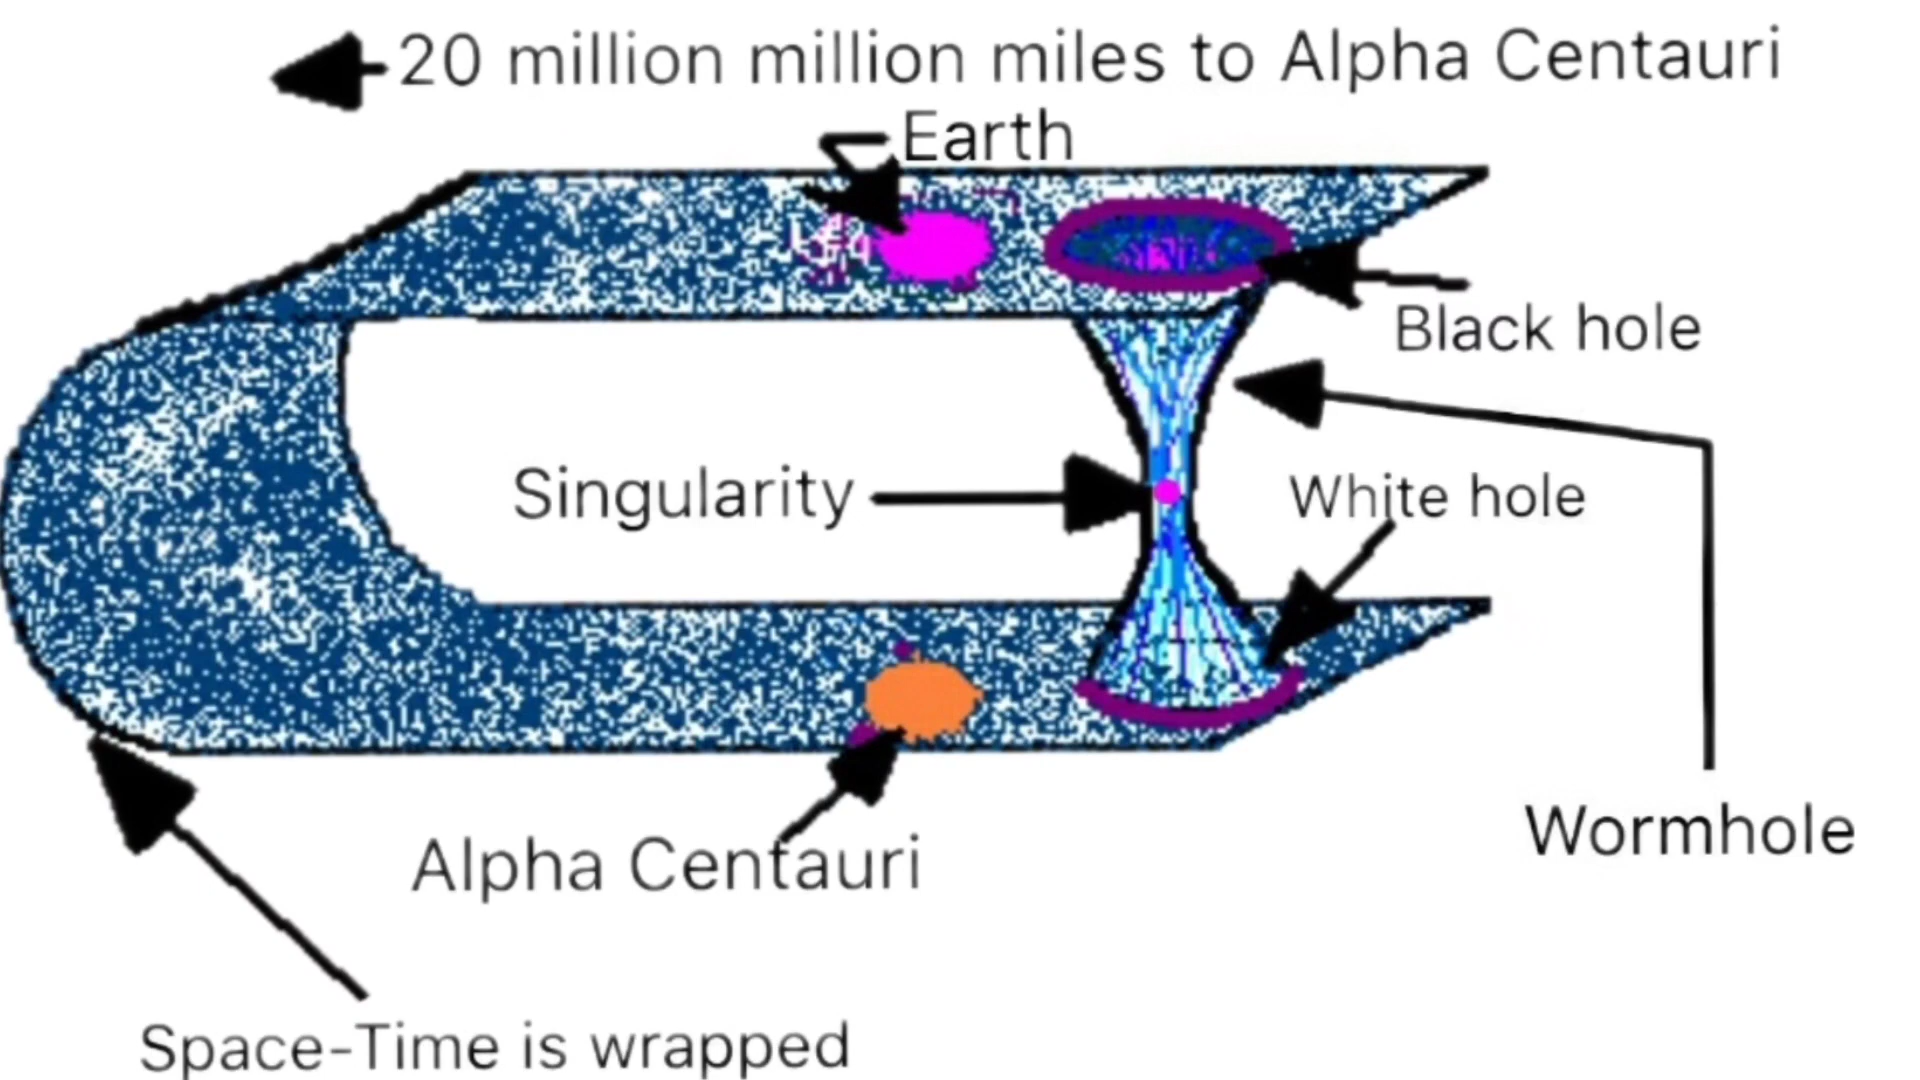 20 million million miles to Alpha Centauri
Earth
Black hole
Singularity
White hole
Wormhole
Alpha Centauri
Space-Time is wrapped